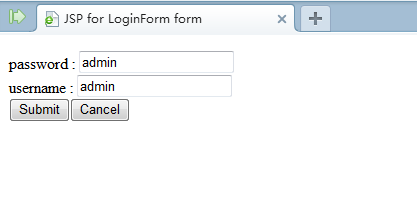 JSP for LoginForm form
password : admin
username : admin
Submit Cancel